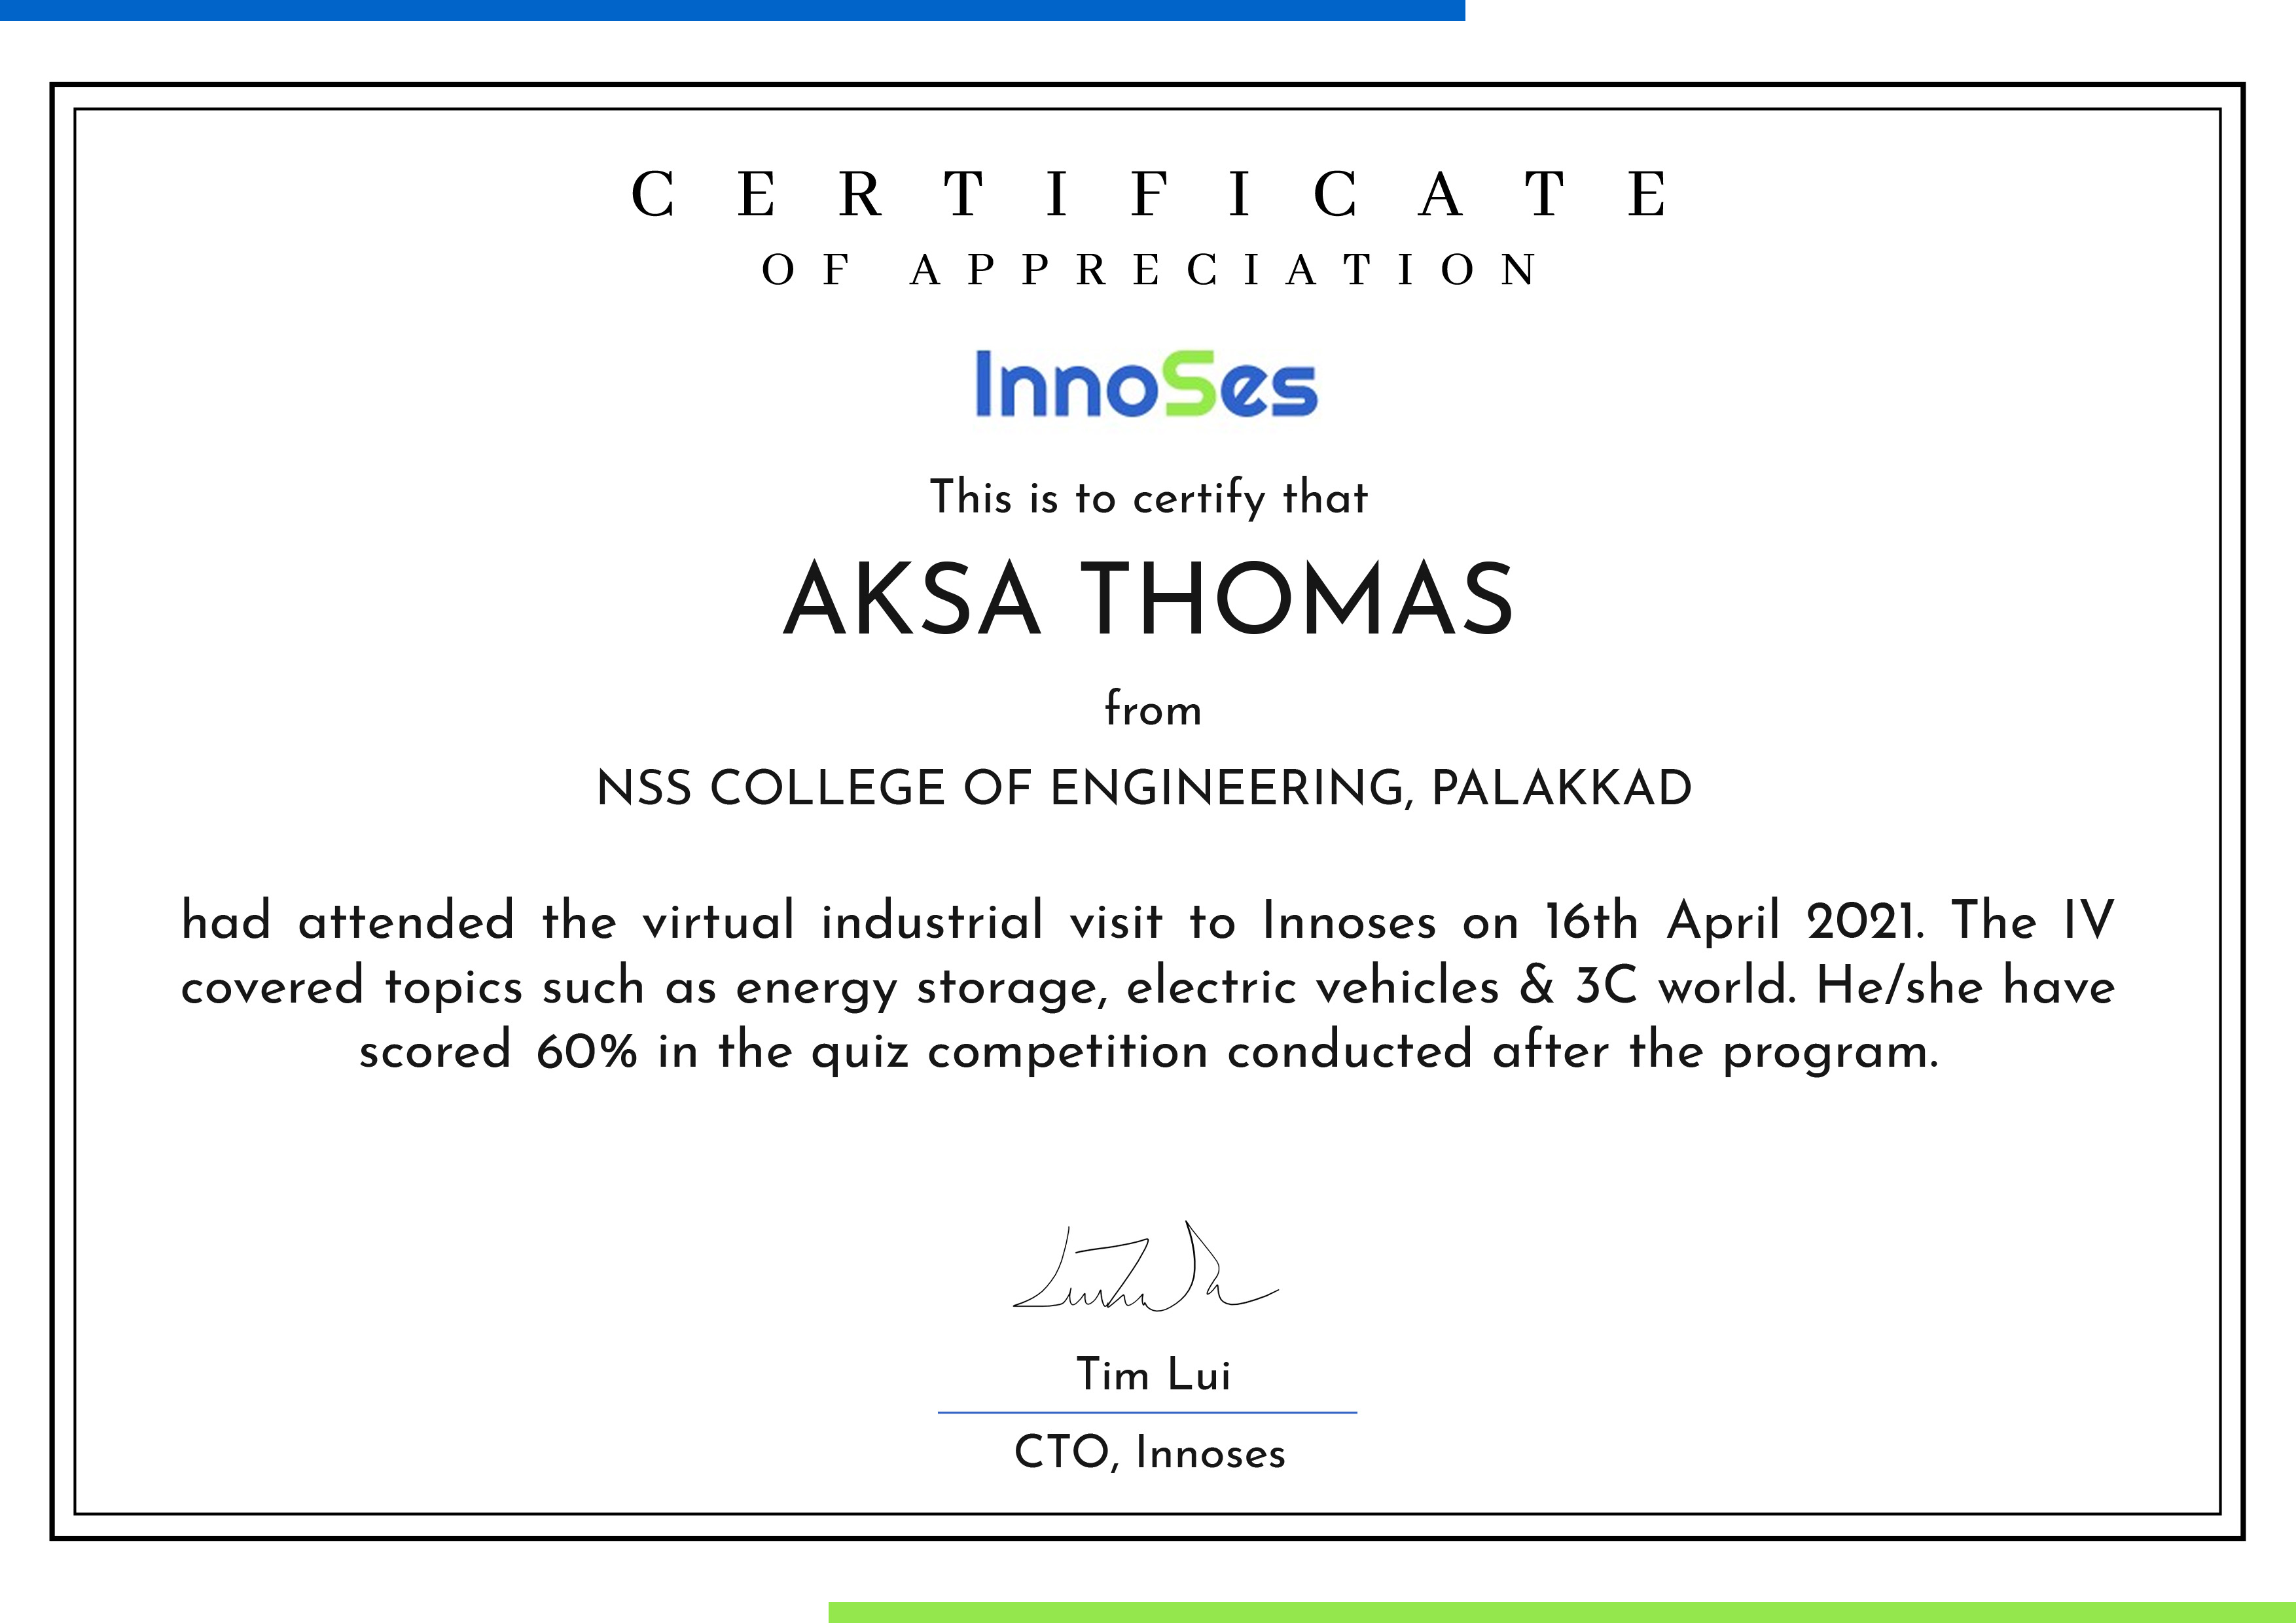 CERTIFICATE
OF APPRECIATION
InnoSes
This is to certify that
AKSA THOMAS
from
NSS COLLEGE OF ENGINEERING, PALAKKAD
had attended the virtual industrial visit to Innoses on 16th April 2021. The IV
covered topics such as energy storage, electric vehicles & 3C world. He/she have
scored 60% in the quiz competition conducted after the program.
Tim Lui
CTO, Innoses